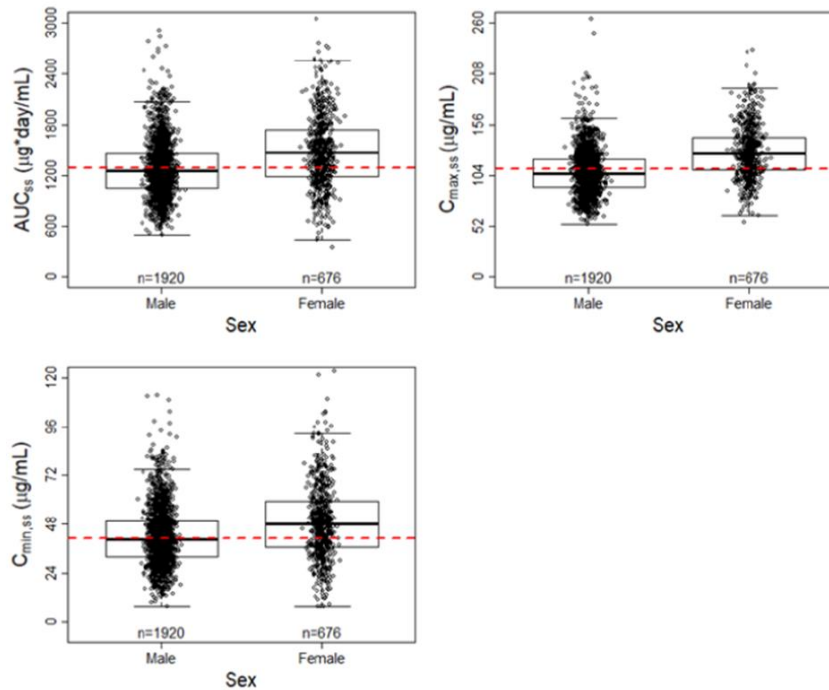 AUCss (μg*day/mL)
3000
2400
1800
1200
600
0
n=1920 n=676
Male Female
Sex
Cmax,ss (μg/mL)
260
208
156
104
52
0
n=1920 n=676
Male Female
Sex
Cmin,ss (μg/mL)
120
96
72
48
24
0
n=1920 n=676
Male Female
Sex